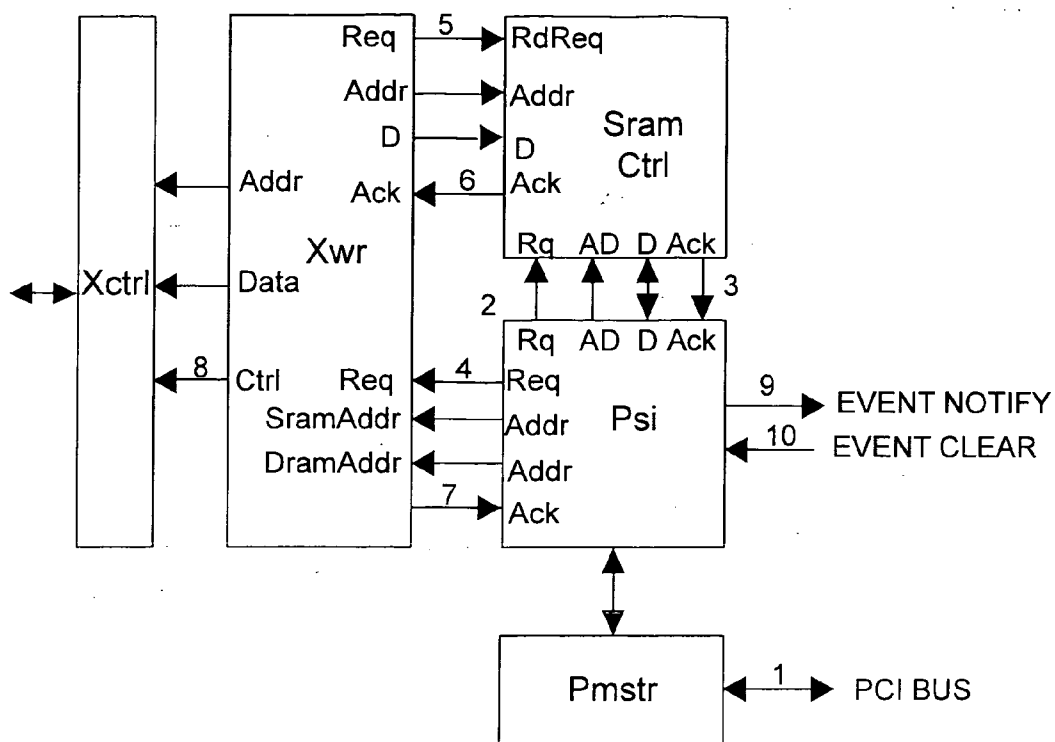 Req 5 RdReq
Addr Addr
D D
Sram
Ctrl
Ack 6 Ack
Addr
Xwr
Xctrl
Data
Rq AD D Ack
2 3
Rq AD D Ack
8 Ctrl
Req 4 Req
SramAddr Addr
Psi
9 EVENT NOTIFY
10 EVENT CLEAR
DramAddr Addr
7 Ack
Pmstr
1 PCI BUS